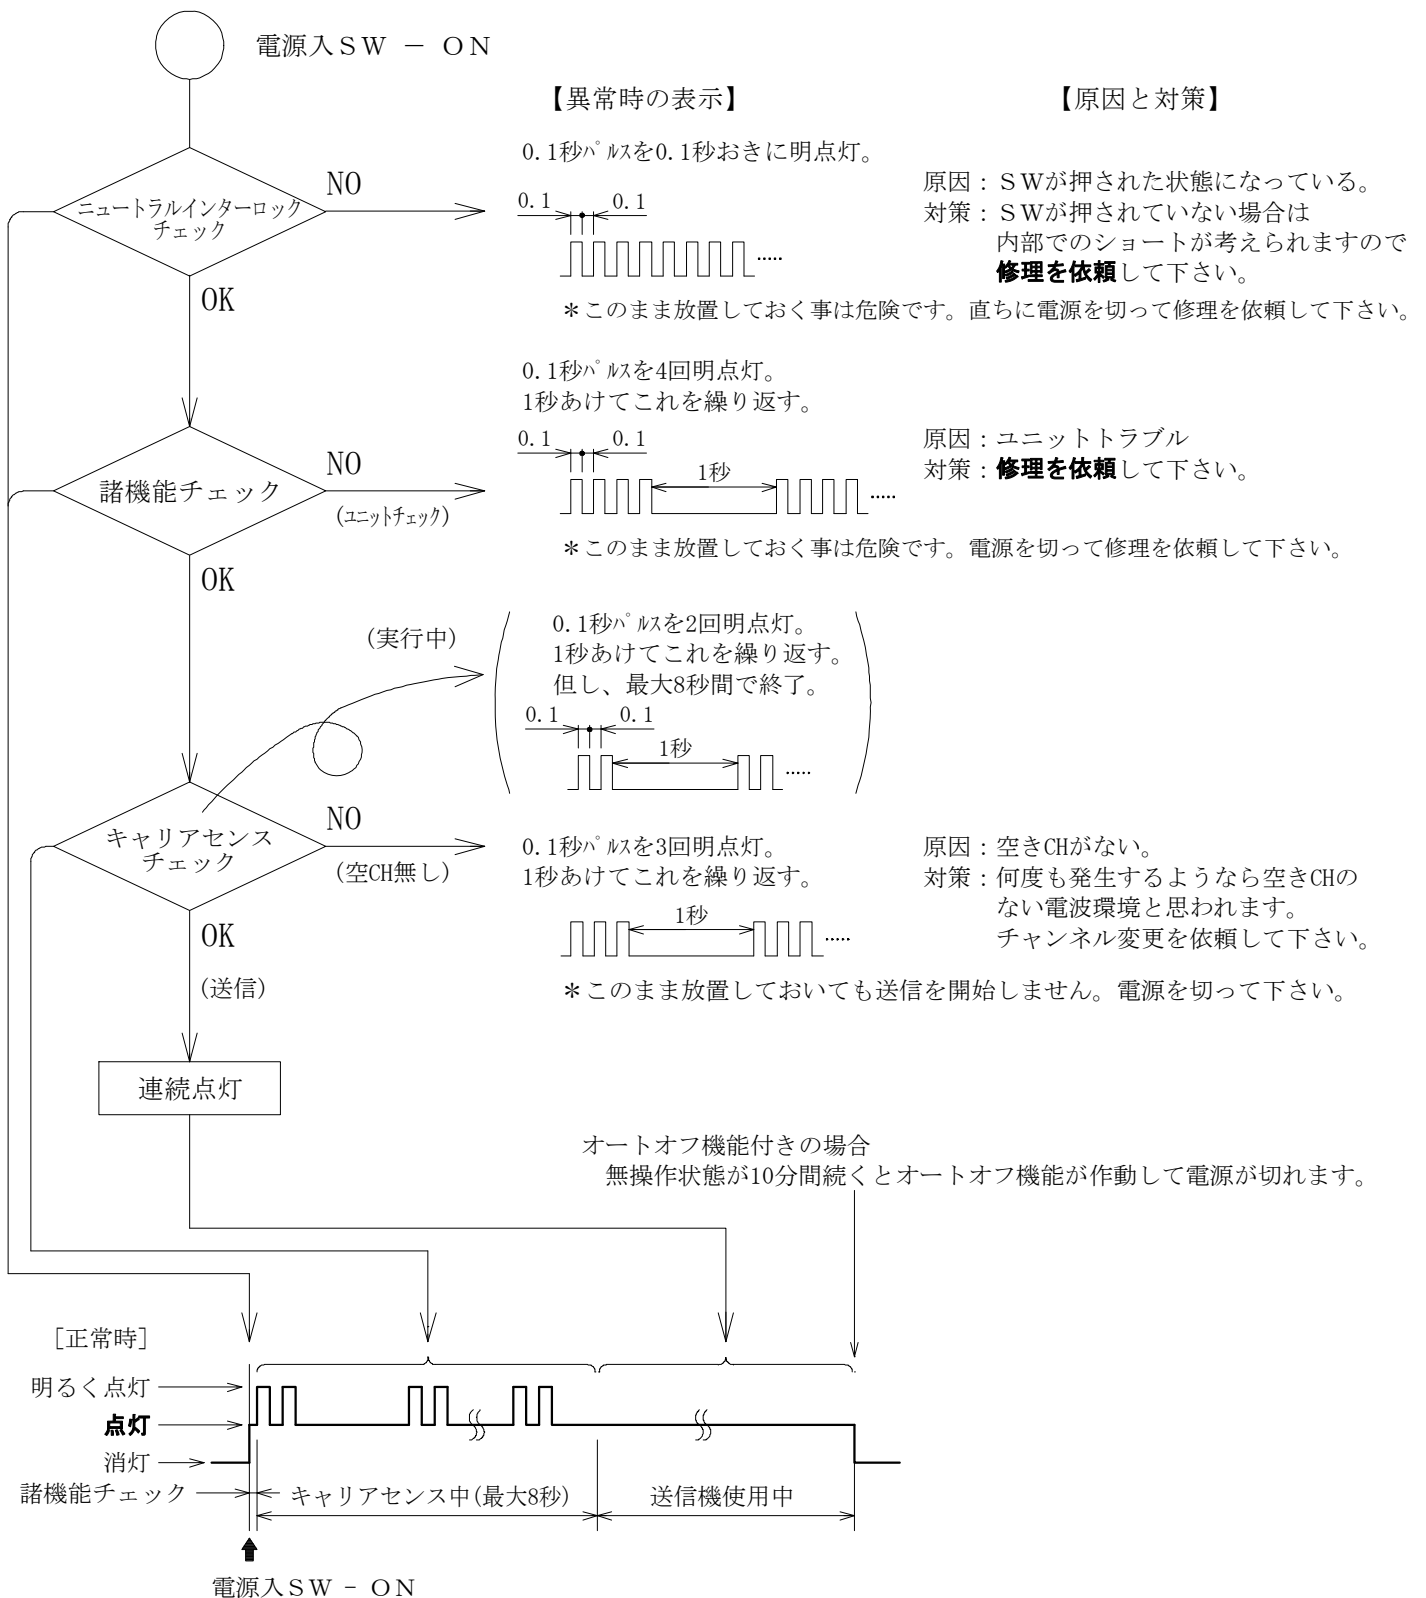 電源入ＳＷ － ＯＮ
【異常時の表示】
【原因と対策】
0.1秒ﾊﾟﾙｽを0.1秒おきに明点灯。
ニュートラルインターロック
チェック
NO
0.1
0.1
.....
原因：ＳＷが押された状態になっている。
対策：ＳＷが押されていない場合は
内部でのショートが考えられますので
修理を依頼して下さい。
OK
＊このまま放置しておく事は危険です。直ちに電源を切って修理を依頼して下さい。
0.1秒ﾊﾟﾙｽを4回明点灯。
1秒あけてこれを繰り返す。
諸機能チェック
NO
(ﾕﾆｯﾄﾁｪｯｸ)
0.1
0.1
1秒
.....
原因：ユニットトラブル
対策：修理を依頼して下さい。
＊このまま放置しておく事は危険です。電源を切って修理を依頼して下さい。
OK
(実行中)
0.1秒ﾊﾟﾙｽを2回明点灯。
1秒あけてこれを繰り返す。
但し、最大8秒間で終了。
0.1
0.1
1秒
.....
キャリアセンス
チェック
NO
(空CH無し)
0.1秒ﾊﾟﾙｽを3回明点灯。
1秒あけてこれを繰り返す。
1秒
.....
原因：空きCHがない。
対策：何度も発生するようなら空きCHの
ない電波環境と思われます。
チャンネル変更を依頼して下さい。
OK
(送信)
＊このまま放置しておいても送信を開始しません。電源を切って下さい。
連続点灯
オートオフ機能付きの場合
無操作状態が10分間続くとオートオフ機能が作動して電源が切れます。
[正常時]
明るく点灯
点灯
消灯
諸機能チェック
キャリアセンス中(最大8秒)
送信機使用中
電源入ＳＷ - ＯＮ